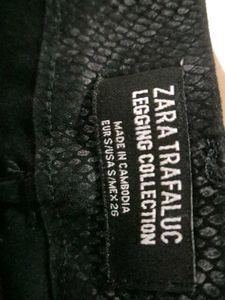 ZARA TRAFALUC
LEGGING COLLECTION
MADE IN CAMBODIA
EUR S/USA S/MEX 26